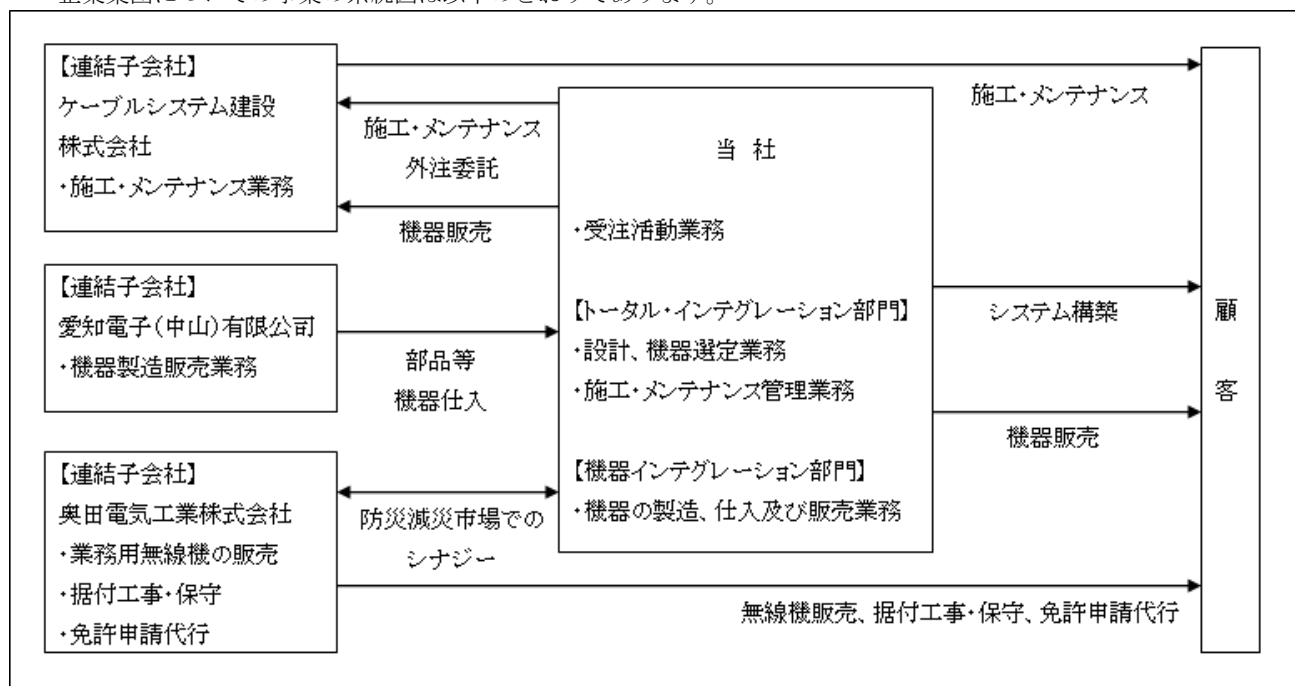 企業集団についての事業の系統図は以下のとおりであります。
【連結子会社】
ケーブルシステム建設
株式会社
・施工・メンテナンス業務
施工・メンテナンス
外注委託
機器販売
【連結子会社】
愛知電子(中山)有限公司
・機器製造販売業務
部品等
機器仕入
【連結子会社】
奥田電気工業株式会社
・業務用無線機の販売
・据付工事・保守
・免許申請代行
防災減災市場での
シナジー
当 社
・受注活動業務
【トータル・インテグレーション部門】
・設計、機器選定業務
・施工・メンテナンス管理業務
【機器インテグレーション部門】
・機器の製造、仕入及び販売業務
施工・メンテナンス
システム構築
機器販売
無線機販売、据付工事・保守、免許申請代行
顧
客